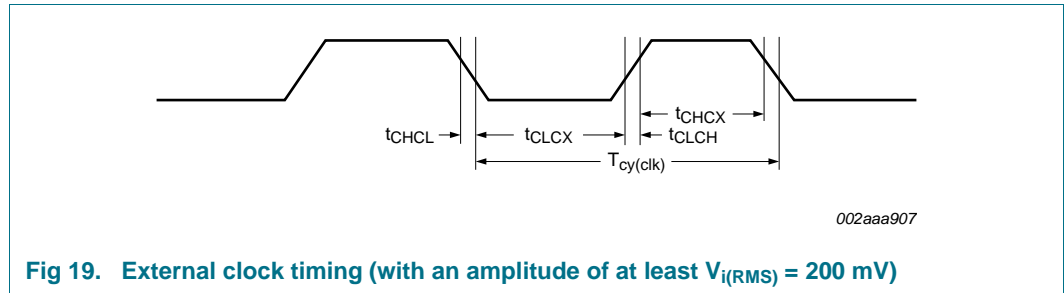 tCHCX
tCHCL tCLCX tCLCH
Tcy(clk)
002aaa907
Fig 19. External clock timing (with an amplitude of at least Vi(RMS) = 200 mV)